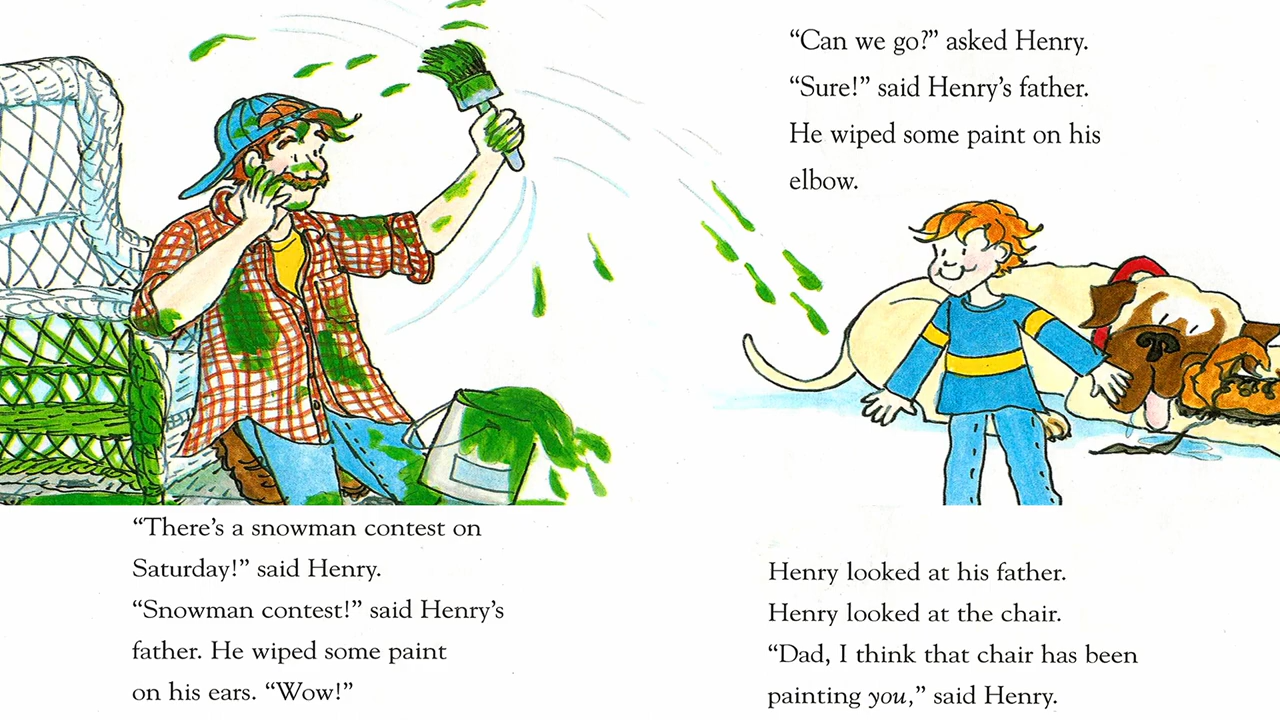 “There’s a snowman contest on
Saturday!” said Henry.
“Snowman contest!” said Henry’s
father. He wiped some paint
on his ears. “Wow!”
“Can we go?” asked Henry.
“Sure!” said Henry’s father.
He wiped some paint on his
elbow.
Henry looked at his father.
Henry looked at the chair.
“Dad, I think that chair has been
painting you,” said Henry.